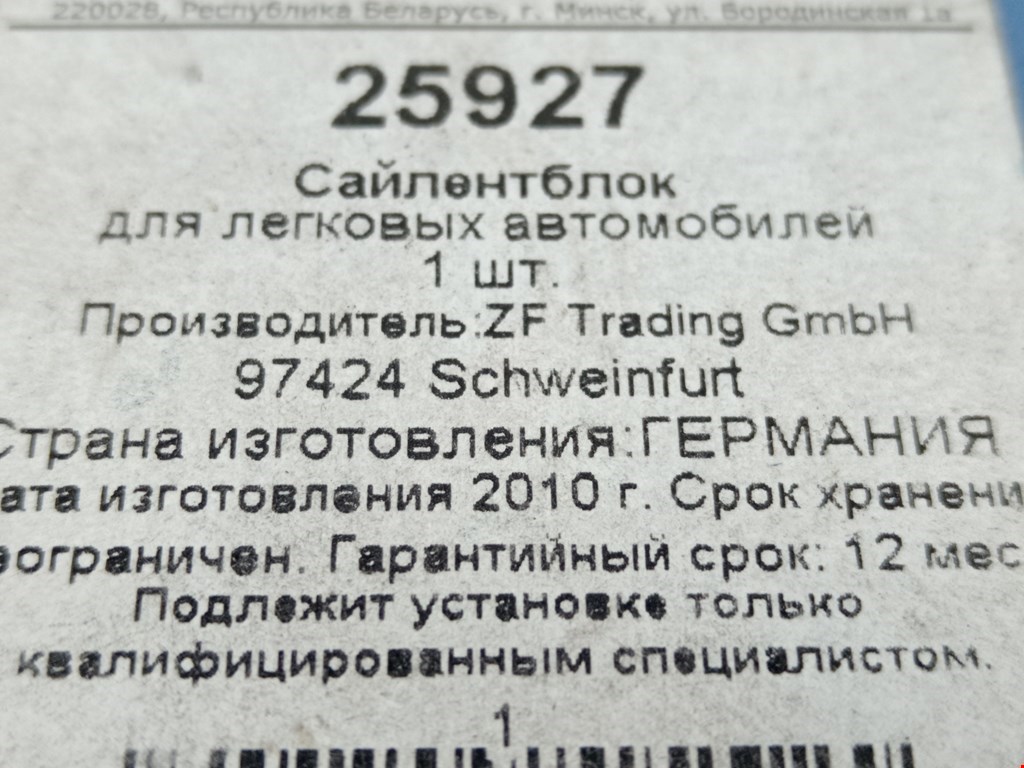 220028, Республика Беларусь, г. Минск, ул. Бородинская 1а
25927
Сайлентблок
для легковых автомобилей
1 шт.
Производитель:ZF Trading GmbH
97424 Schweinfurt
Страна изготовления:ГЕРМАНИЯ
ата изготовления 2010 г. Срок хранени
еограничен. Гарантийный срок: 12 мес
Подлежит установке только
квалифицированным специалистом.
1